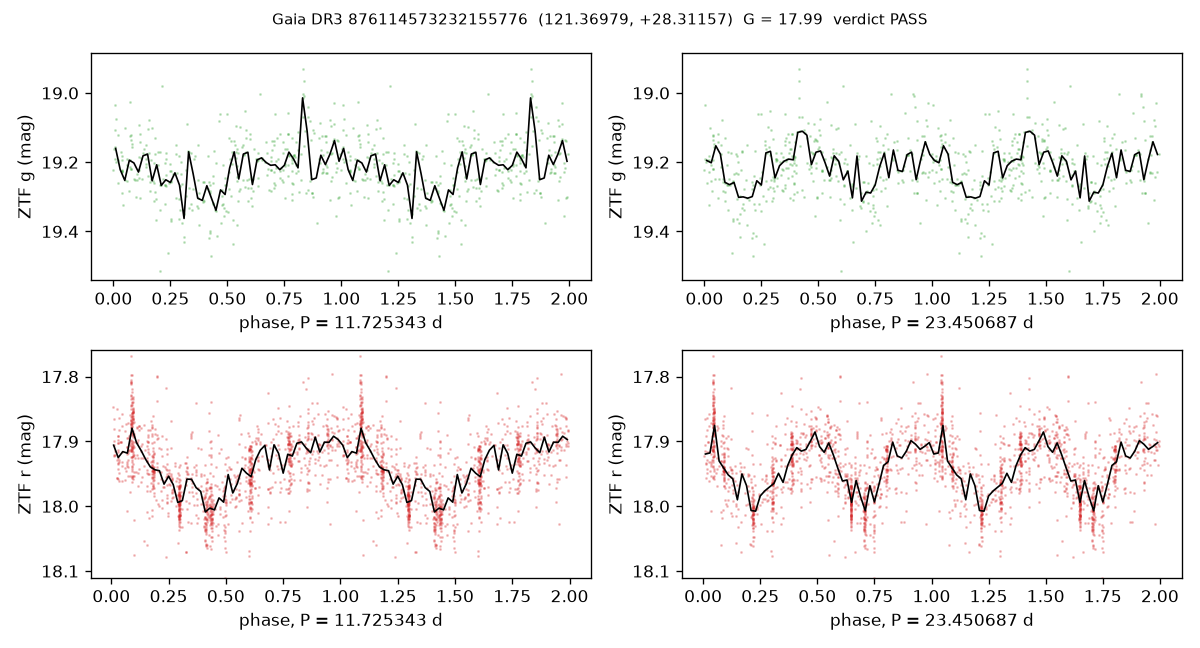 Gaia DR3 876114573232155776 (121.36979, +28.31157) G = 17.99 verdict PASS
ZTF g (mag)
19.0
19.2
19.4
0.00 0.25 0.50 0.75 1.00 1.25 1.50 1.75 2.00
phase, P = 11.725343 d
ZTF g (mag)
19.0
19.2
19.4
0.00 0.25 0.50 0.75 1.00 1.25 1.50 1.75 2.00
phase, P = 23.450687 d
ZTF r (mag)
17.8
17.9
18.0
18.1
0.00 0.25 0.50 0.75 1.00 1.25 1.50 1.75 2.00
phase, P = 11.725343 d
ZTF r (mag)
17.8
17.9
18.0
18.1
0.00 0.25 0.50 0.75 1.00 1.25 1.50 1.75 2.00
phase, P = 23.450687 d